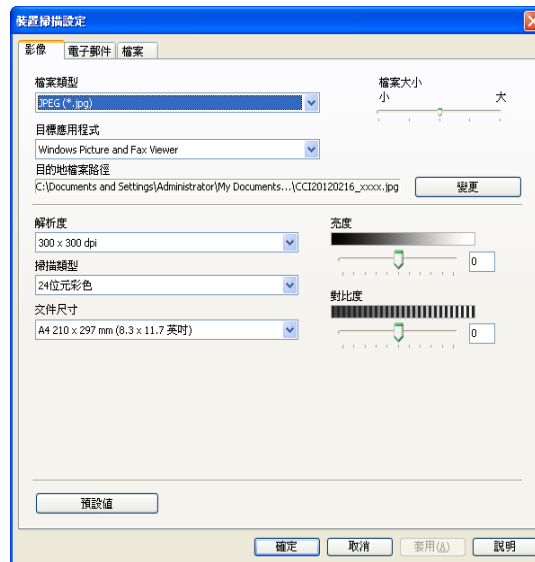 裝置掃描設定
影像 電子郵件 檔案
檔案類型 檔案大小
小 大
JPEG (*.jpg)
目標應用程式
Windows Picture and Fax Viewer
目的地檔案路徑
C:\Documents and Settings\Administrator\My Documents...\CCI20120216_xxxx.jpg 變更
解析度 亮度
300 x 300 dpi
0
掃描類型
24位元彩色
對比度
文件尺寸
A4 210 x 297 mm (8.3 x 11.7 英吋) 0
預設值
確定 取消 套用(A) 說明